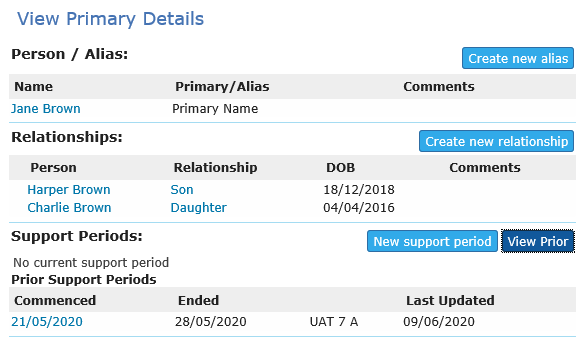 View Primary Details
Person / Alias:
Create new alias
Name Primary/Alias Comments
Jane Brown Primary Name
Relationships:
Create new relationship
Person Relationship DOB Comments
Harper Brown Son 18/12/2018
Charlie Brown Daughter 04/04/2016
Support Periods:
New support period View Prior
No current support period
Prior Support Periods
Commenced Ended Last Updated
21/05/2020 28/05/2020 UAT 7 A 09/06/2020